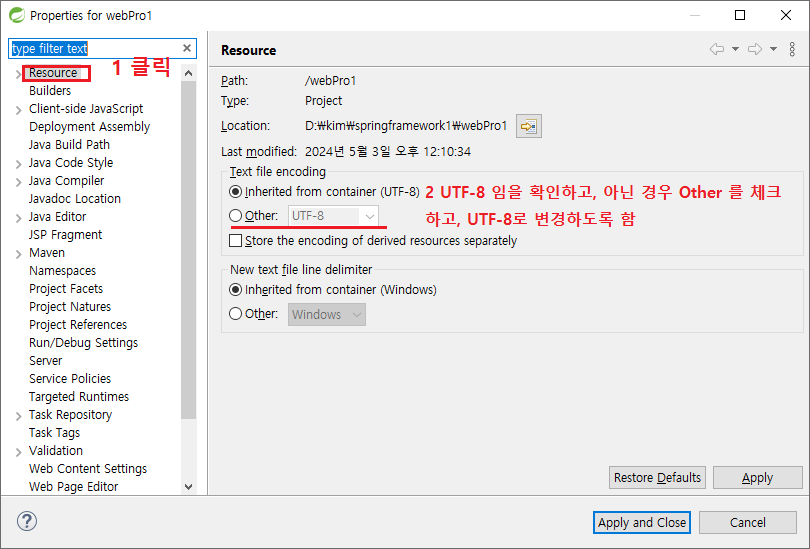 Properties for webPro1
type filter text
1 클릭
Resource
Builders
Client-side JavaScript
Deployment Assembly
Java Build Path
Java Code Style
Java Compiler
Javadoc Location
Java Editor
JSP Fragment
Maven
Namespaces
Project Facets
Project Natures
Project References
Run/Debug Settings
Server
Service Policies
Targeted Runtimes
Task Repository
Task Tags
Validation
Web Content Settings
Web Page Editor
Resource
Path: /webPro1
Type: Project
Location: D:₩kim₩springframework1₩webPro1
Last modified: 2024년 5월 3일 오후 12:10:34
Text file encoding
Inherited from container (UTF-8)
2 UTF-8 임을 확인하고, 아닌 경우 Other 를 체크
Other: UTF-8
하고, UTF-8로 변경하도록 함
Store the encoding of derived resources separately
New text file line delimiter
Inherited from container (Windows)
Other: Windows
Restore Defaults Apply
? Apply and Close Cancel